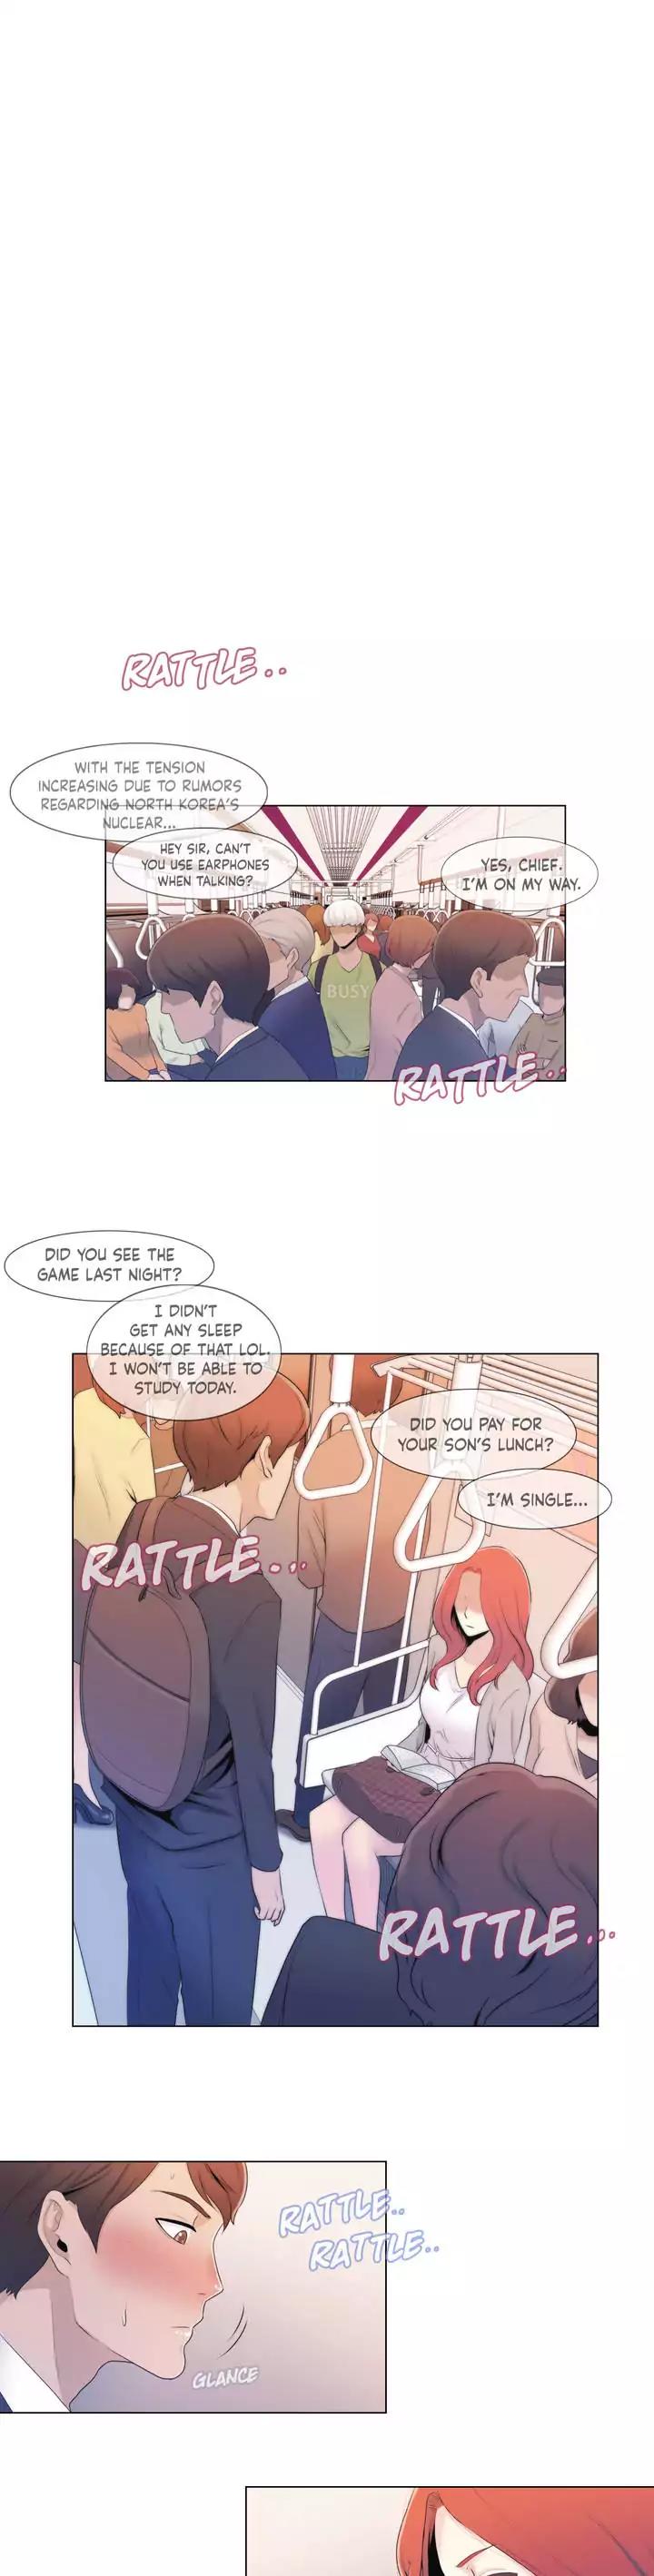 RATTLE..
WITH THE TENSION
INCREASING DUE TO RUMORS
REGARDING NORTH KOREA'S
NUCLEAR...
HEY SIR, CAN'T
YOU USE EARPHONES
WHEN TALKING?
YES, CHIEF.
I'M ON MY WAY.
BUSY
RATTLE..
DID YOU SEE THE
GAME LAST NIGHT?
I DIDN'T
GET ANY SLEEP
BECAUSE OF THAT LOL.
I WON'T BE ABLE TO
STUDY TODAY.
DID YOU PAY FOR
YOUR SON'S LUNCH?
I'M SINGLE...
RATTLE...
RATTLE...
RATTLE..
RATTLE..
GLANCE